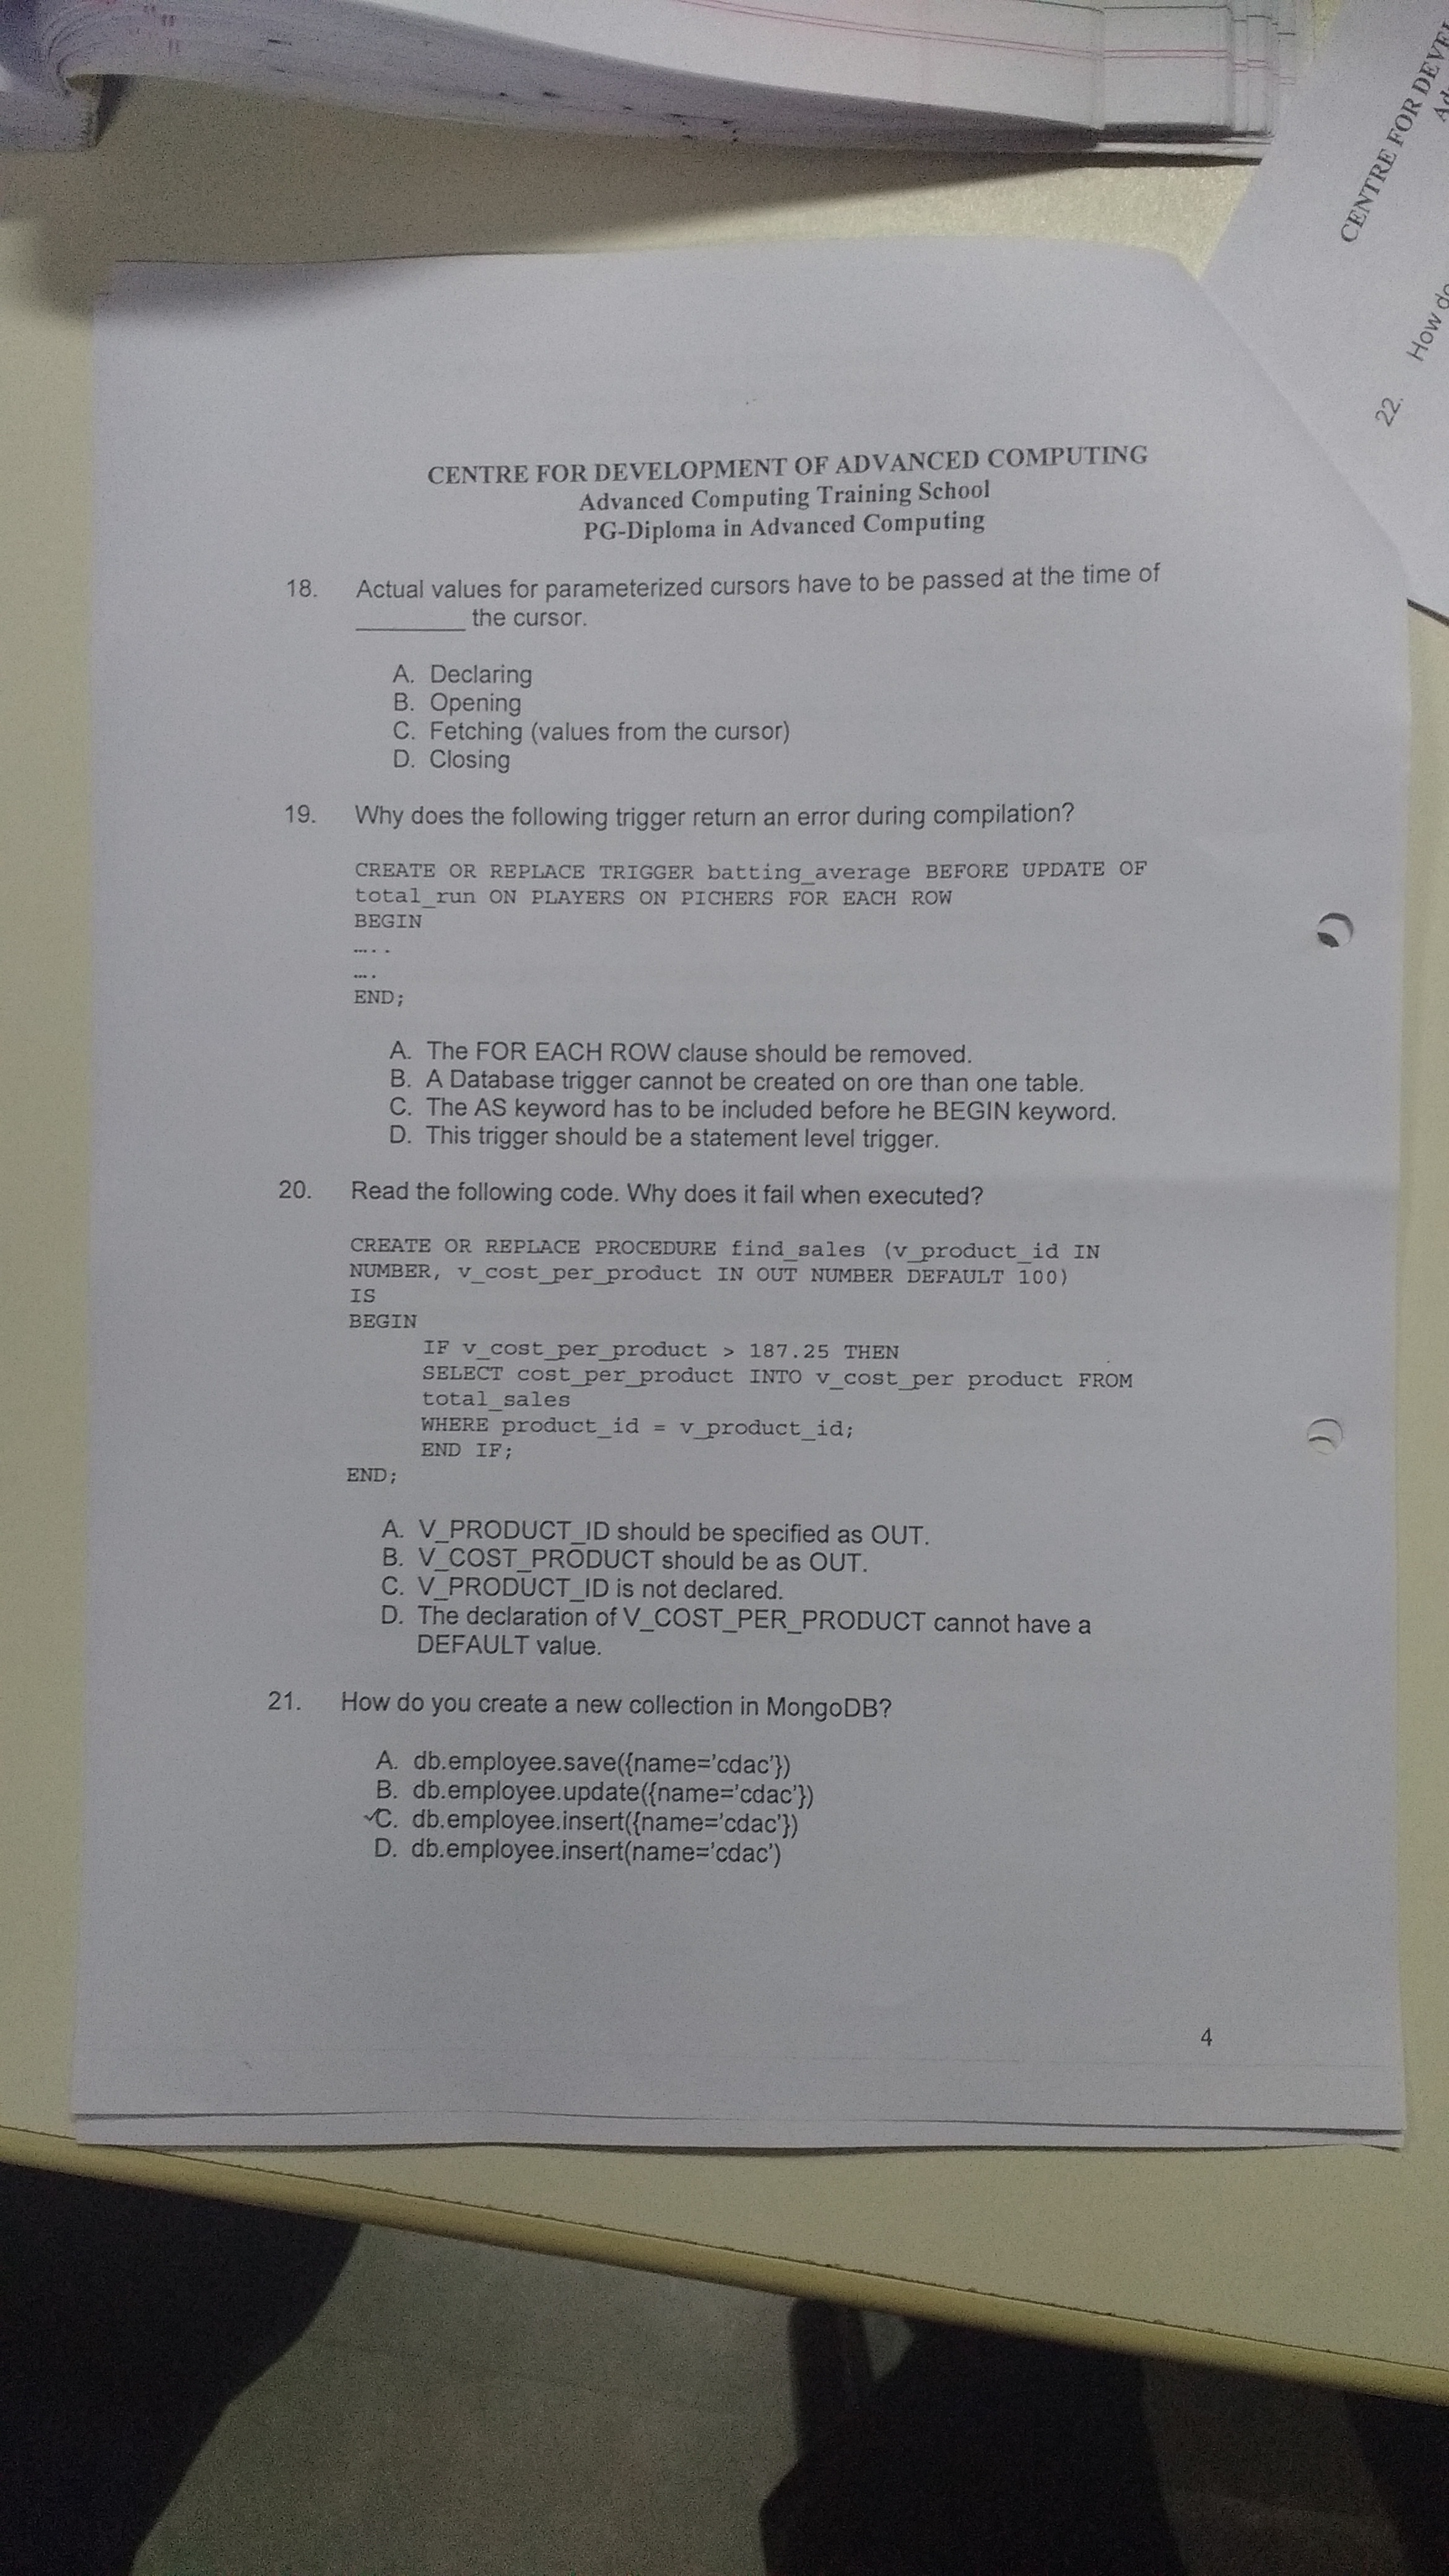 CENTRE FOR DEVEL
Ad
22. How do
CENTRE FOR DEVELOPMENT OF ADVANCED COMPUTING
Advanced Computing Training School
PG-Diploma in Advanced Computing
18. Actual values for parameterized cursors have to be passed at the time of
________ the cursor.
A. Declaring
B. Opening
C. Fetching (values from the cursor)
D. Closing
19. Why does the following trigger return an error during compilation?
CREATE OR REPLACE TRIGGER batting_average BEFORE UPDATE OF
total_run ON PLAYERS ON PICHERS FOR EACH ROW
BEGIN
…..
….
END;
A. The FOR EACH ROW clause should be removed.
B. A Database trigger cannot be created on ore than one table.
C. The AS keyword has to be included before he BEGIN keyword.
D. This trigger should be a statement level trigger.
20. Read the following code. Why does it fail when executed?
CREATE OR REPLACE PROCEDURE find_sales (v_product_id IN
NUMBER, v_cost_per_product IN OUT NUMBER DEFAULT 100)
IS
BEGIN
IF v_cost_per_product > 187.25 THEN
SELECT cost_per_product INTO v_cost_per product FROM
total_sales
WHERE product_id = v_product_id;
END IF;
END;
A. V_PRODUCT_ID should be specified as OUT.
B. V_COST_PRODUCT should be as OUT.
C. V_PRODUCT_ID is not declared.
D. The declaration of V_COST_PER_PRODUCT cannot have a
DEFAULT value.
21. How do you create a new collection in MongoDB?
A. db.employee.save({name='cdac'})
B. db.employee.update({name='cdac'})
C. db.employee.insert({name='cdac'})
D. db.employee.insert(name='cdac')
4